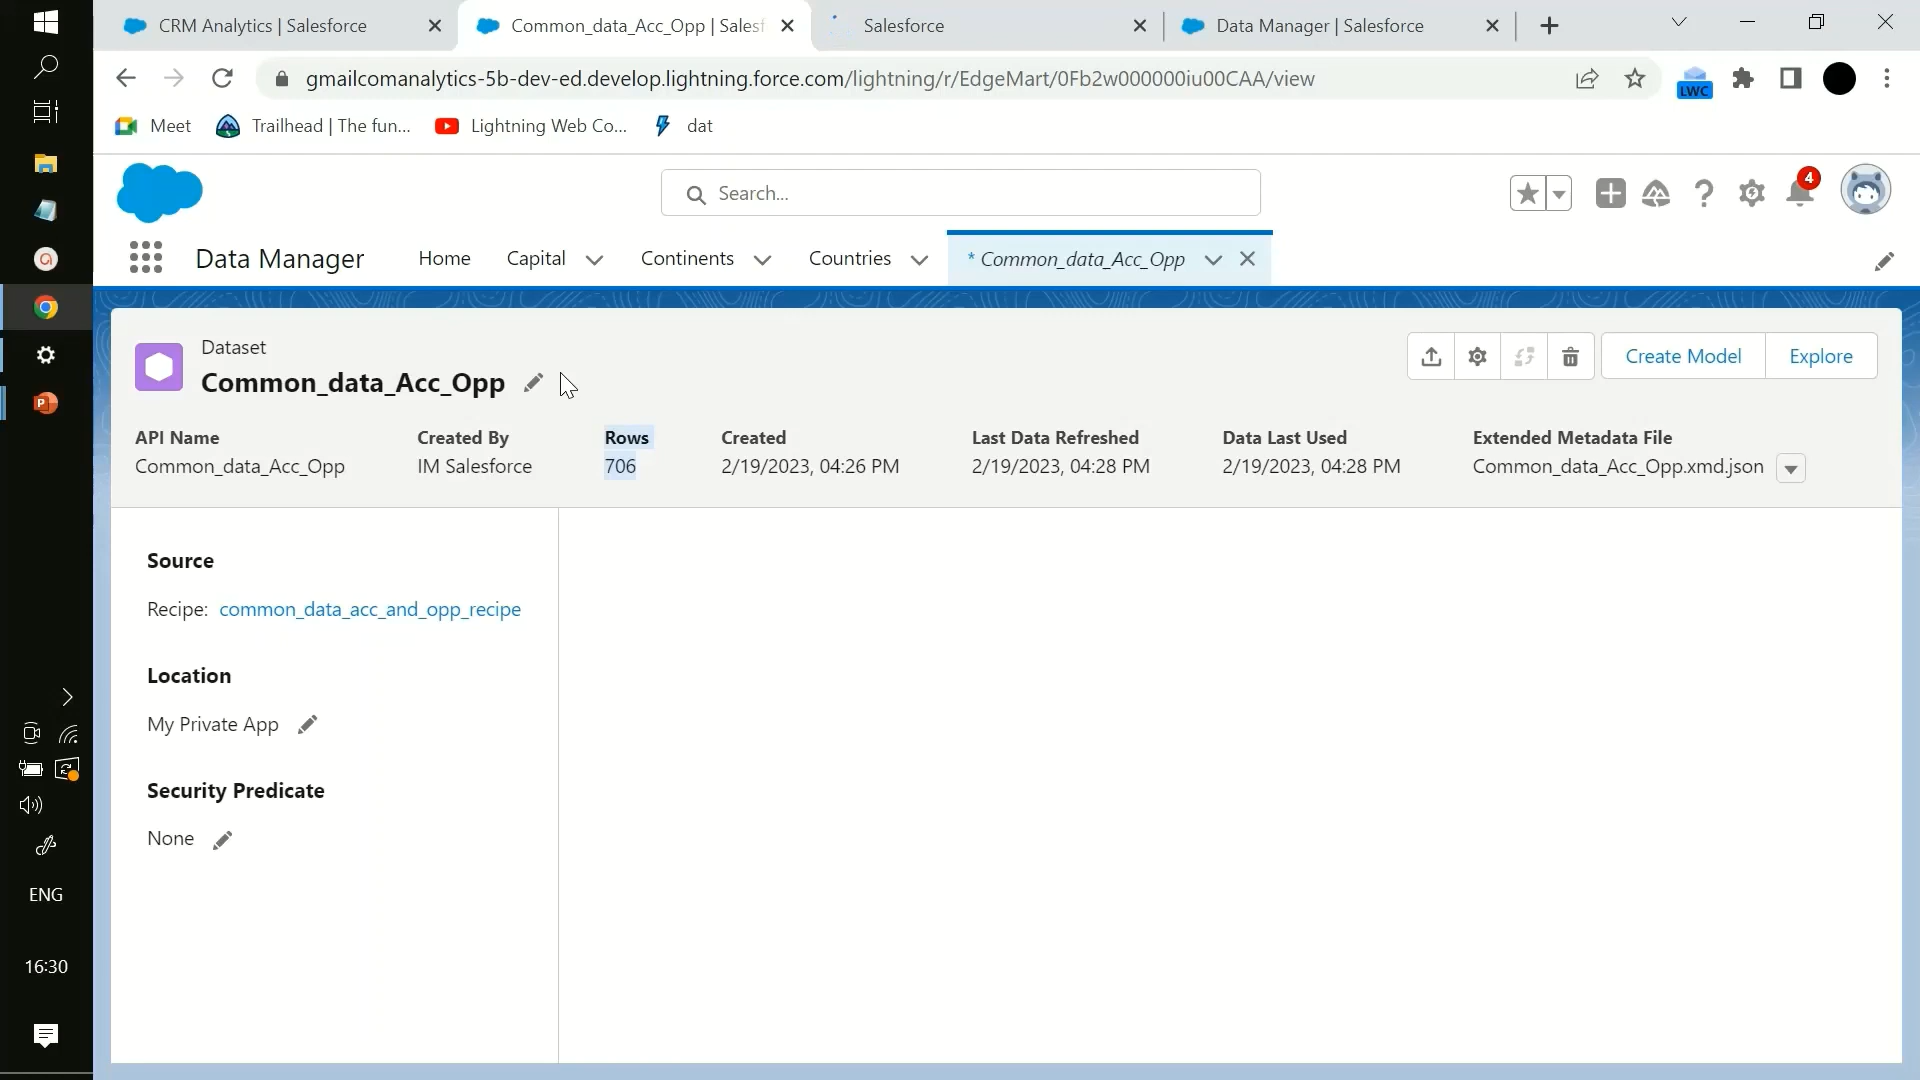 CRM Analytics | Salesforce
Common_data_Acc_Opp | Salesf
Salesforce
Data Manager | Salesforce
gmailcomanalytics-5b-dev-ed.develop.lightning.force.com/lightning/r/EdgeMart/0Fb2w000000iu00CAA/view
LWC
Meet
Trailhead | The fun...
Lightning Web Co...
dat
Search...
4
Data Manager
Home
Capital
Continents
Countries
* Common_data_Acc_Opp
Dataset
Common_data_Acc_Opp
Create Model
Explore
API Name
Created By
Rows
Created
Last Data Refreshed
Data Last Used
Extended Metadata File
Common_data_Acc_Opp
IM Salesforce
706
2/19/2023, 04:26 PM
2/19/2023, 04:28 PM
2/19/2023, 04:28 PM
Common_data_Acc_Opp.xmd.json
Source
Recipe: common_data_acc_and_opp_recipe
Location
My Private App
Security Predicate
None
ENG
16:30